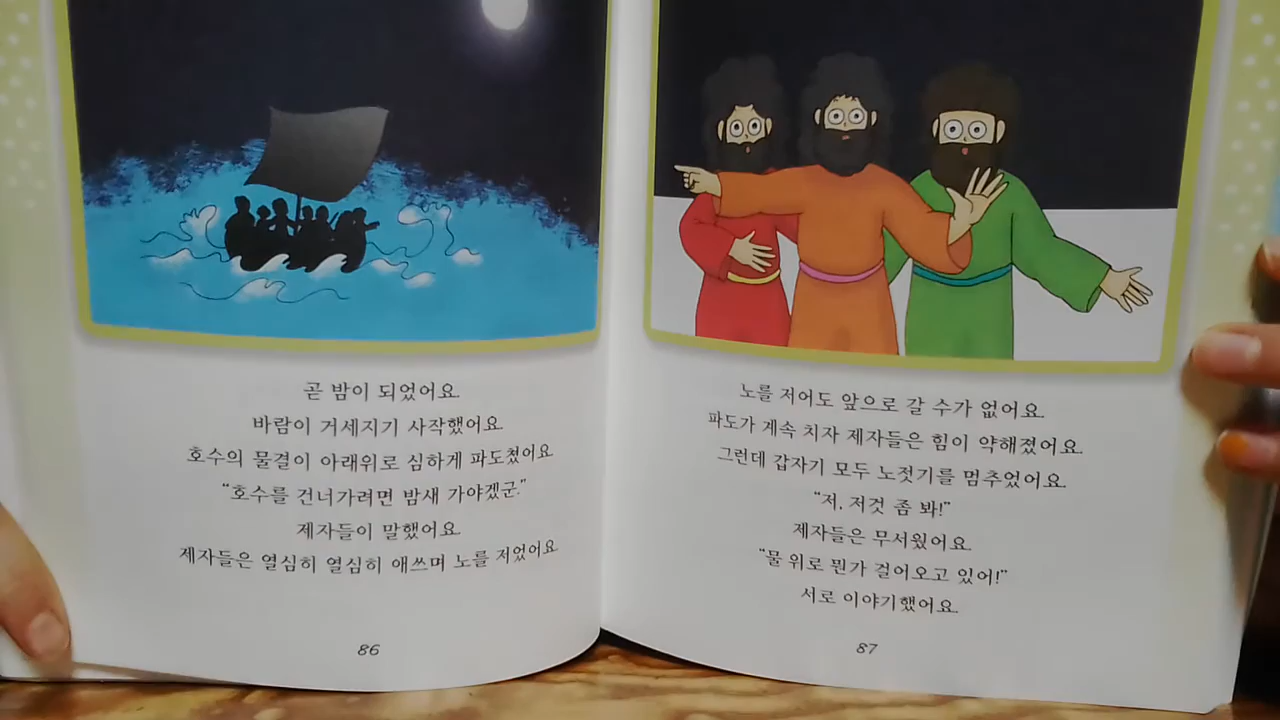 곧 밤이 되었어요.
바람이 거세지기 시작했어요.
호수의 물결이 아래위로 심하게 파도쳤어요.
“호수를 건너가려면 밤새 가야겠군.”
제자들이 말했어요.
제자들은 열심히 열심히 애쓰며 노를 저었어요.
86
노를 저어도 앞으로 갈 수가 없어요.
파도가 계속 치자 제자들은 힘이 약해졌어요.
그런데 갑자기 모두 노젓기를 멈추었어요.
“저, 저것 좀 봐!”
제자들은 무서웠어요.
“물 위로 뭔가 걸어오고 있어!”
서로 이야기했어요.
87